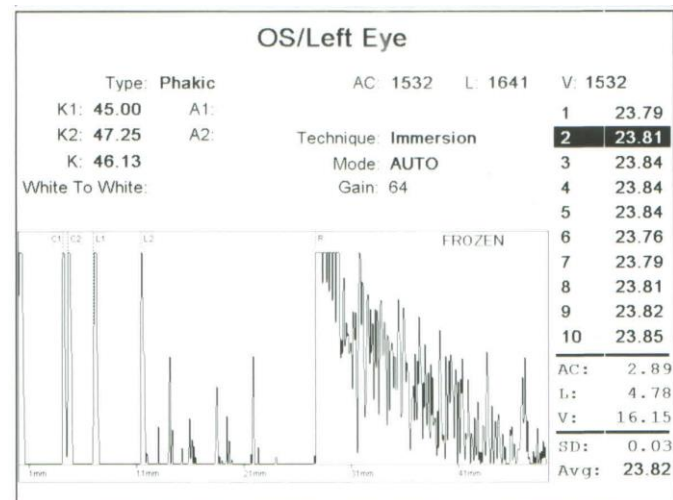 OS/Left Eye
Type: Phakic AC: 1532 L: 1641 V: 1532
K1: 45.00 A1:
K2: 47.25 A2: Technique: Immersion
K: 46.13 Mode: AUTO
White To White: Gain: 64
1 23.79
2 23.81
3 23.84
4 23.84
5 23.84
6 23.76
7 23.79
8 23.81
9 23.82
10 23.85
AC: 2.89
L: 4.78
V: 16.15
SD: 0.03
Avg: 23.82
C1 C2 L1 L2 R FROZEN
1mm 11mm 21mm 31mm 41mm